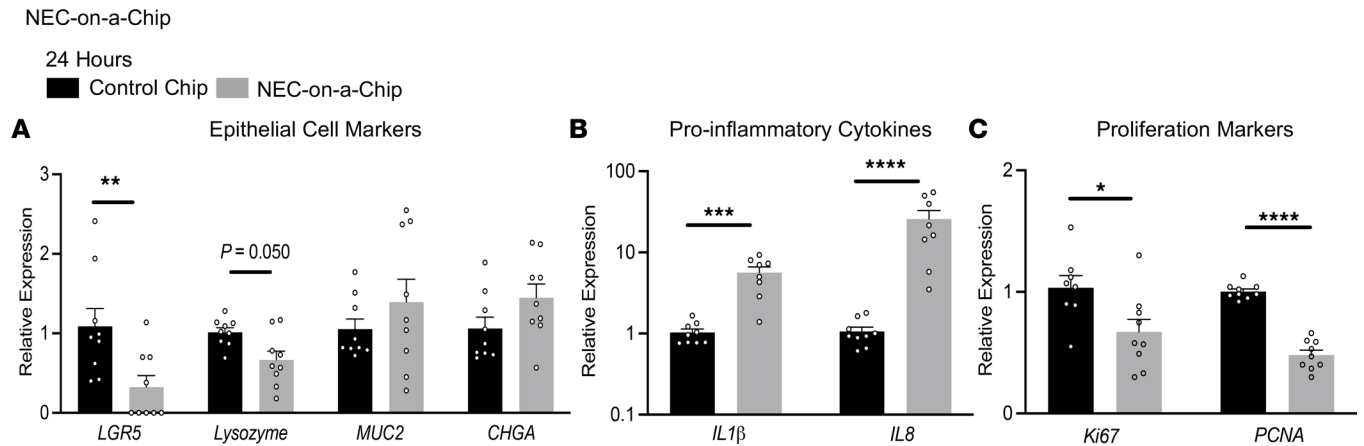 NEC-on-a-Chip
24 Hours
Control Chip NEC-on-a-Chip
A Epithelial Cell Markers
Relative Expression
3
2
1
0
**
P = 0.050
LGR5 Lysozyme MUC2 CHGA
B Pro-inflammatory Cytokines
Relative Expression
100
10
1
0.1
***
****
IL1β IL8
C Proliferation Markers
Relative Expression
2
1
0
*
****
Ki67 PCNA